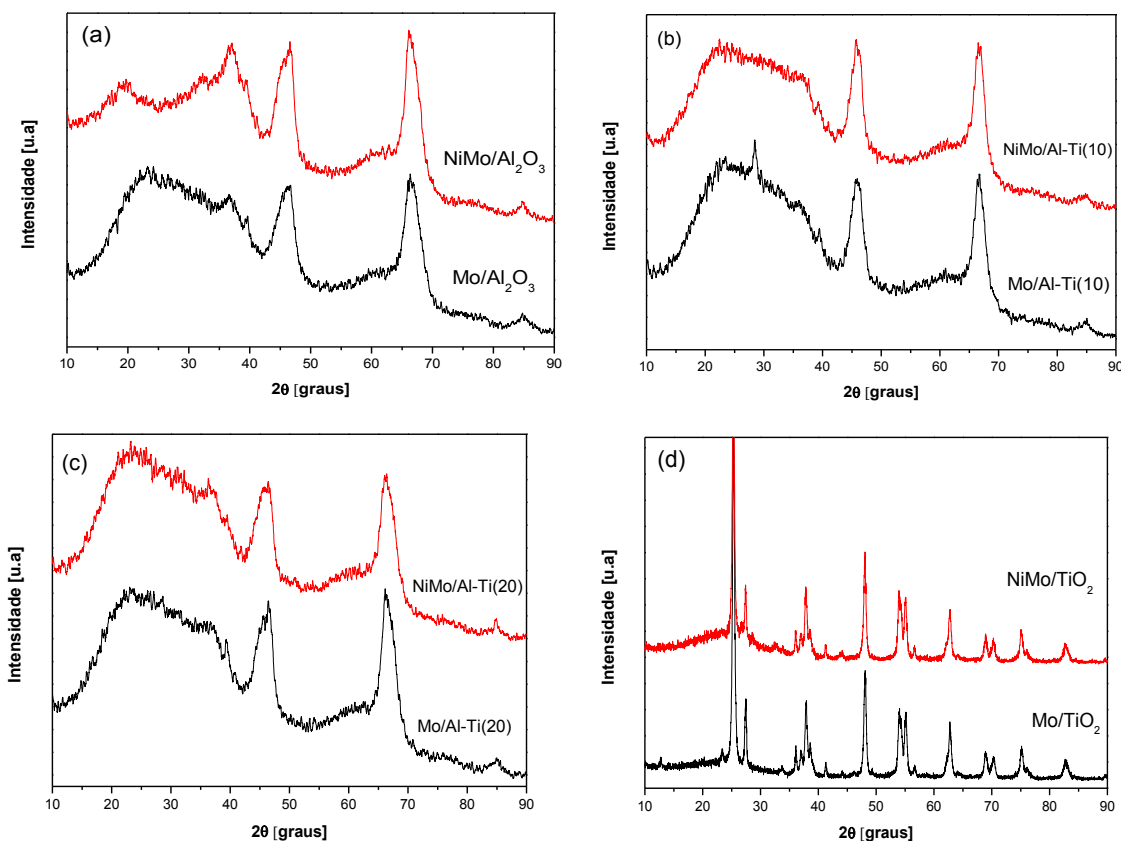 (a)
Intensidade [u.a]
NiMo/Al₂O₃
Mo/Al₂O₃
10 20 30 40 50 60 70 80 90
2θ [graus]
(b)
Intensidade [u.a]
NiMo/Al-Ti(10)
Mo/Al-Ti(10)
10 20 30 40 50 60 70 80 90
2θ [graus]
(c)
Intensidade [u.a]
NiMo/Al-Ti(20)
Mo/Al-Ti(20)
10 20 30 40 50 60 70 80 90
2θ [graus]
(d)
Intensidade [u.a]
NiMo/TiO₂
Mo/TiO₂
10 20 30 40 50 60 70 80 90
2θ [graus]